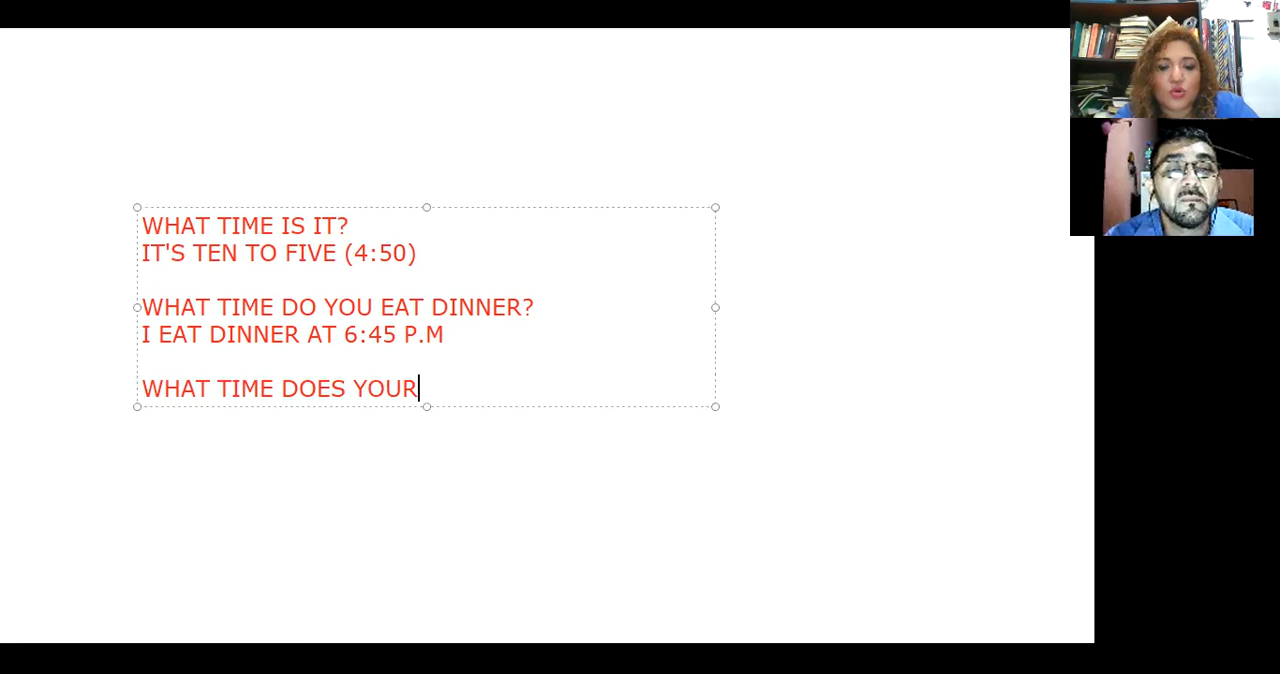 WHAT TIME IS IT?
IT'S TEN TO FIVE (4:50)
WHAT TIME DO YOU EAT DINNER?
I EAT DINNER AT 6:45 P.M
WHAT TIME DOES YOUR